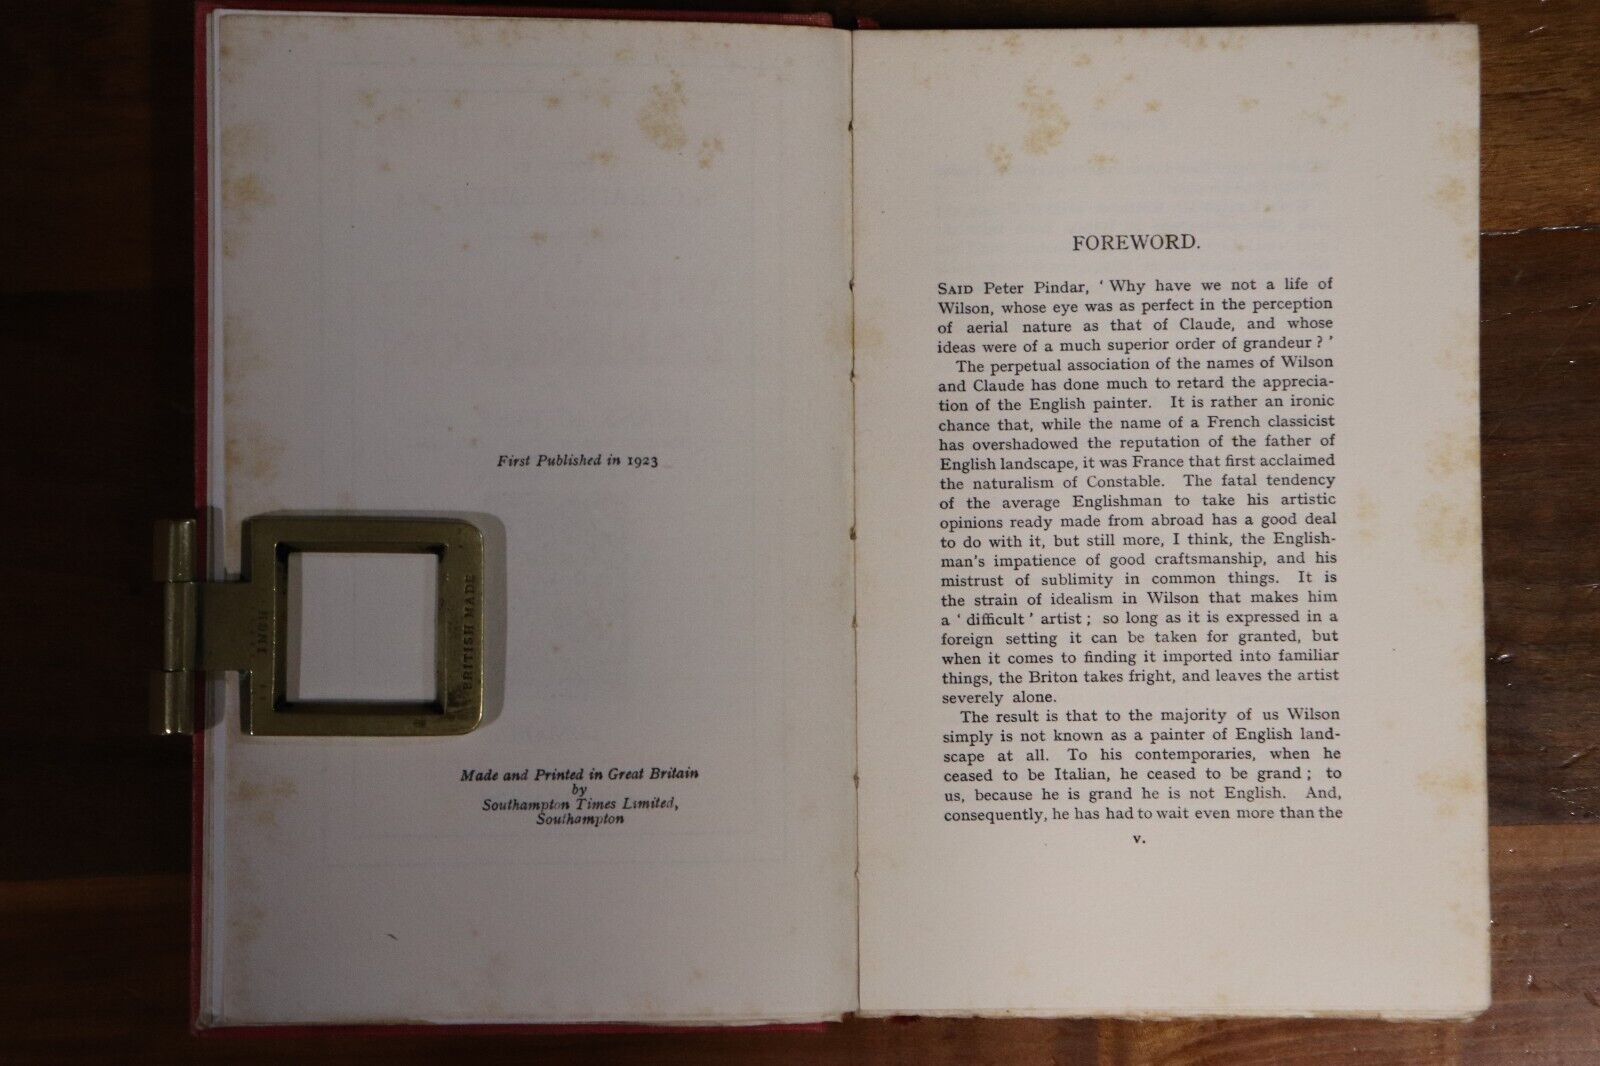 First Published in 1923
BRITISH MADE
INCH
Made and Printed in Great Britain
by
Southampton Times Limited,
Southampton
FOREWORD.
SAID Peter Pindar, ‘ Why have we not a life of
Wilson, whose eye was as perfect in the perception
of aerial nature as that of Claude, and whose
ideas were of a much superior order of grandeur ? ’
The perpetual association of the names of Wilson
and Claude has done much to retard the apprecia-
tion of the English painter. It is rather an ironic
chance that, while the name of a French classicist
has overshadowed the reputation of the father of
English landscape, it was France that first acclaimed
the naturalism of Constable. The fatal tendency
of the average Englishman to take his artistic
opinions ready made from abroad has a good deal
to do with it, but still more, I think, the English-
man's impatience of good craftsmanship, and his
mistrust of sublimity in common things. It is
the strain of idealism in Wilson that makes him
a ‘ difficult ’ artist ; so long as it is expressed in a
foreign setting it can be taken for granted, but
when it comes to finding it imported into familiar
things, the Briton takes fright, and leaves the artist
severely alone.
The result is that to the majority of us Wilson
simply is not known as a painter of English land-
scape at all. To his contemporaries, when he
ceased to be Italian, he ceased to be grand ; to
us, because he is grand he is not English. And,
consequently, he has had to wait even more than the
v.